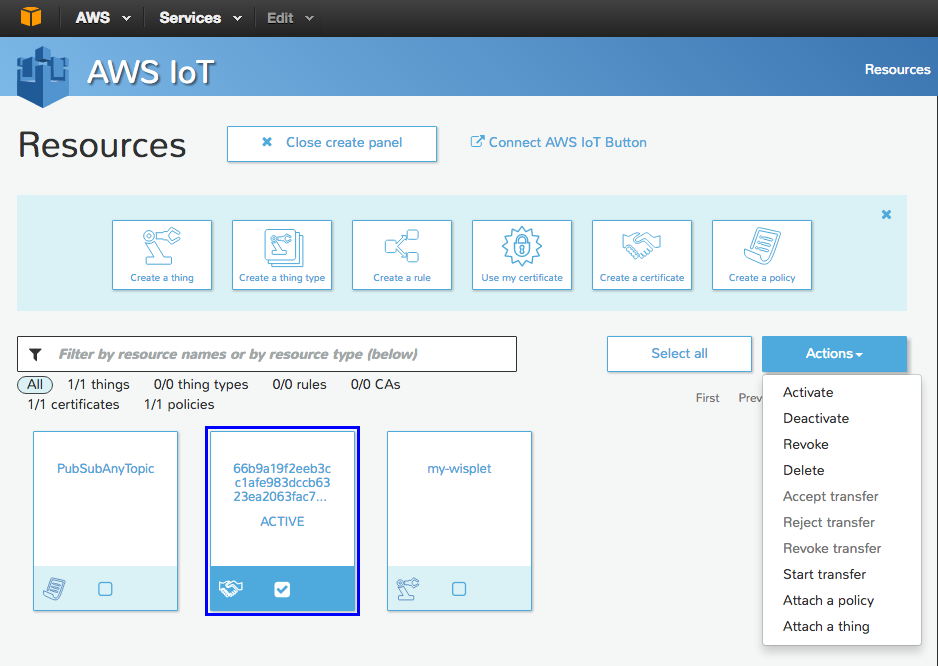 AWS Services Edit
AWS IoT
Resources
Resources
Close create panel
Connect AWS IoT Button
Create a thing
Create a thing type
Create a rule
Use my certificate
Create a certificate
Create a policy
Filter by resource names or by resource type (below)
Select all
Actions
All 1/1 things 0/0 thing types 0/0 rules 0/0 CAs
1/1 certificates 1/1 policies
First Prev
Activate
Deactivate
Revoke
Delete
Accept transfer
Reject transfer
Revoke transfer
Start transfer
Attach a policy
Attach a thing
PubSubAnyTopic
66b9a19f2eeb3c
c1afe983dccb63
23ea2063fac7...
ACTIVE
my-wisplet